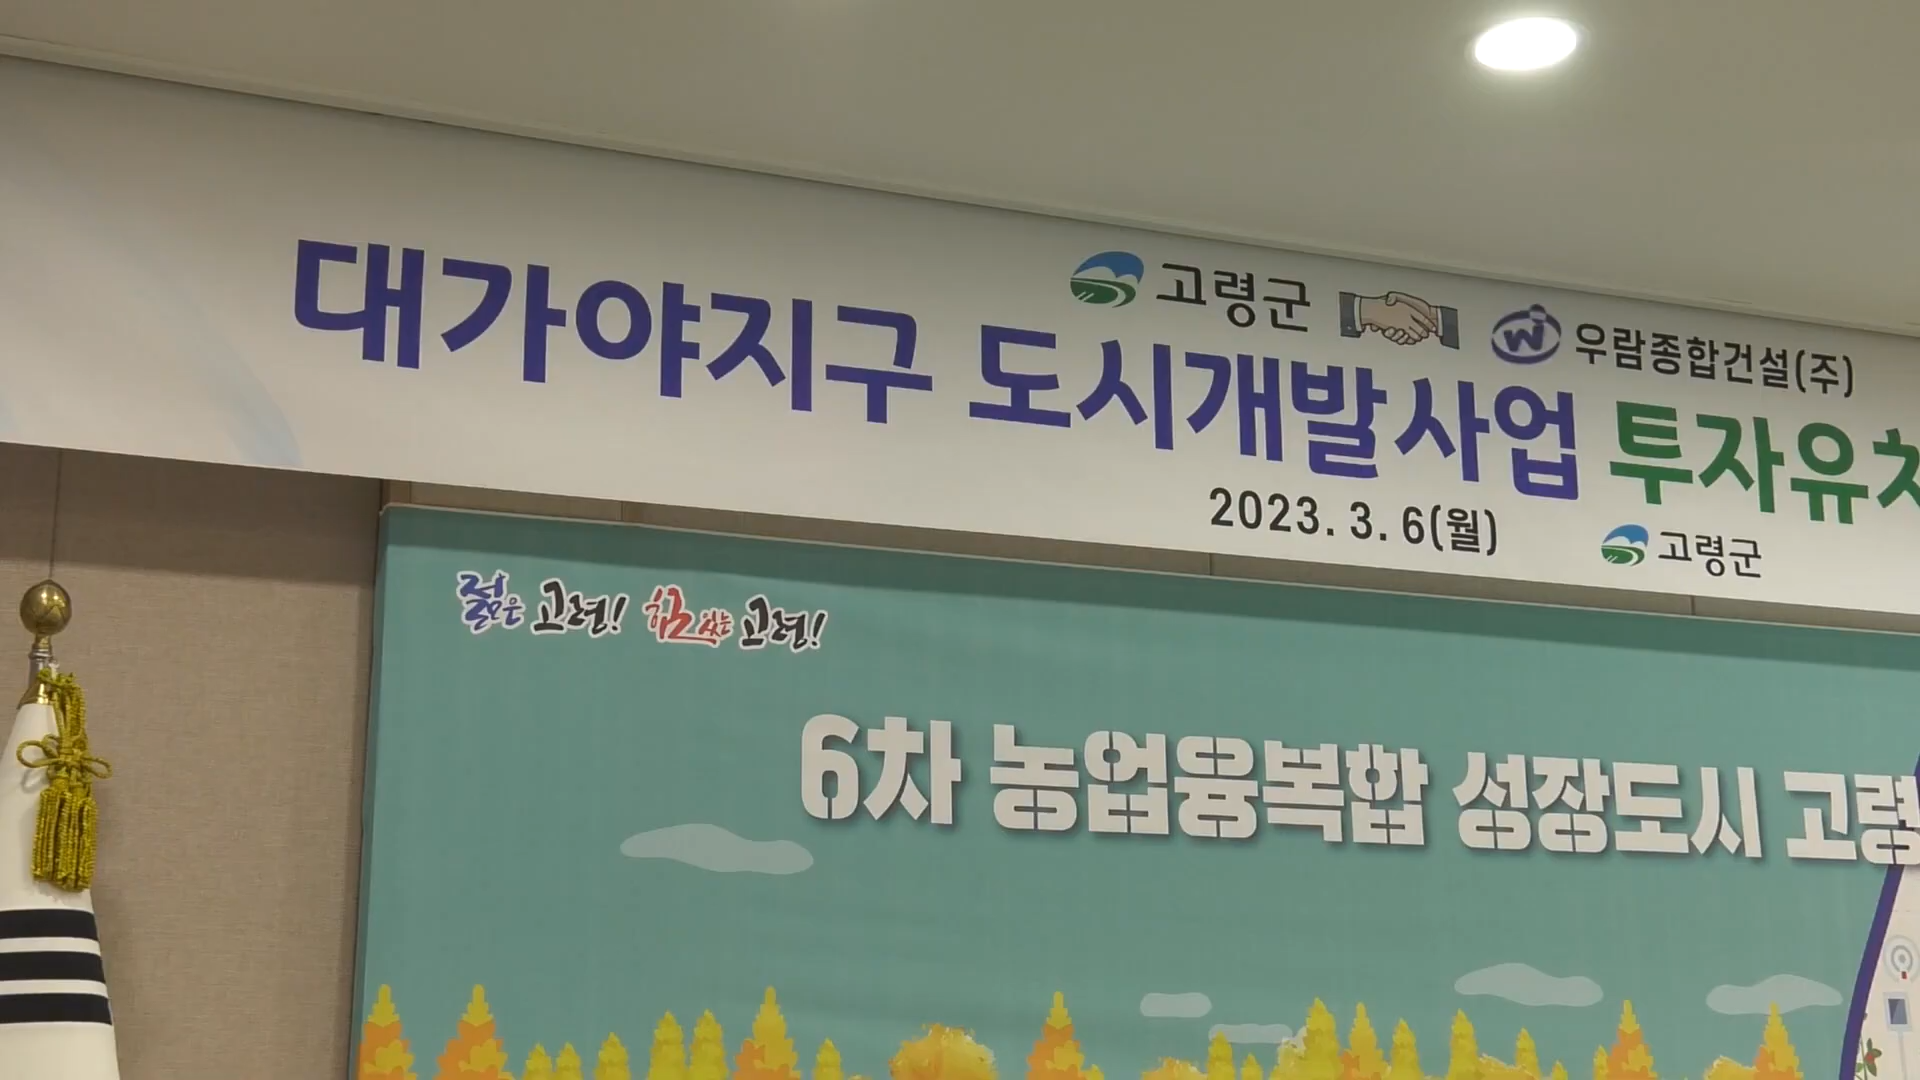 고령군 우람종합건설(주)
대가야지구 도시개발사업 투자유치
2023. 3. 6(월)
고령군
젊은 고령! 힘있는 고령!
6차 농업융복합 성장도시 고령